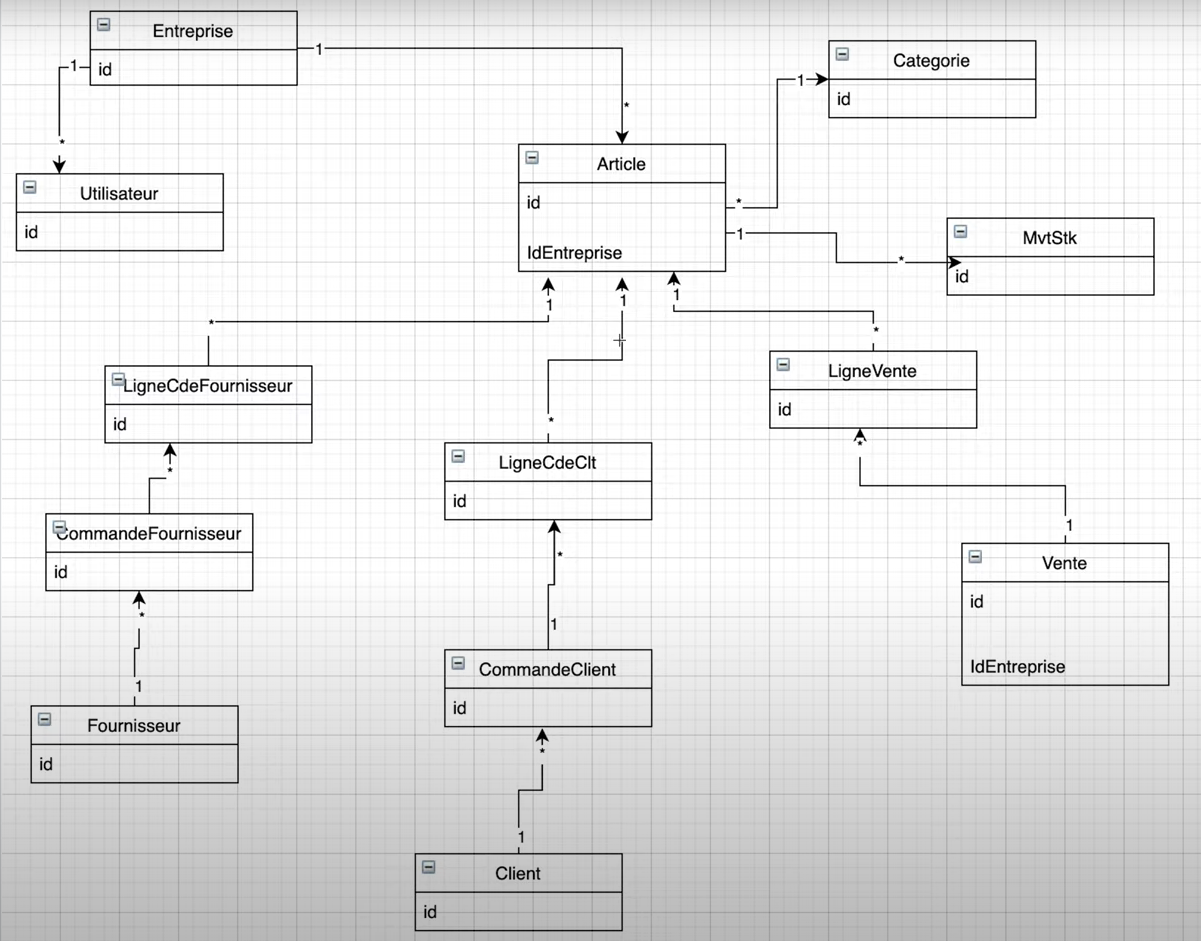 Entreprise
id
1
*
1
*
Utilisateur
id
Categorie
id
1
Article
id
IdEntreprise
*
1
*
MvtStk
id
1
1
1
*
*
*
LigneCdeFournisseur
id
LigneVente
id
*
LigneCdeClt
id
*
CommandeFournisseur
id
*
1
*
1
Vente
id
IdEntreprise
*
1
CommandeClient
id
Fournisseur
id
*
1
Client
id